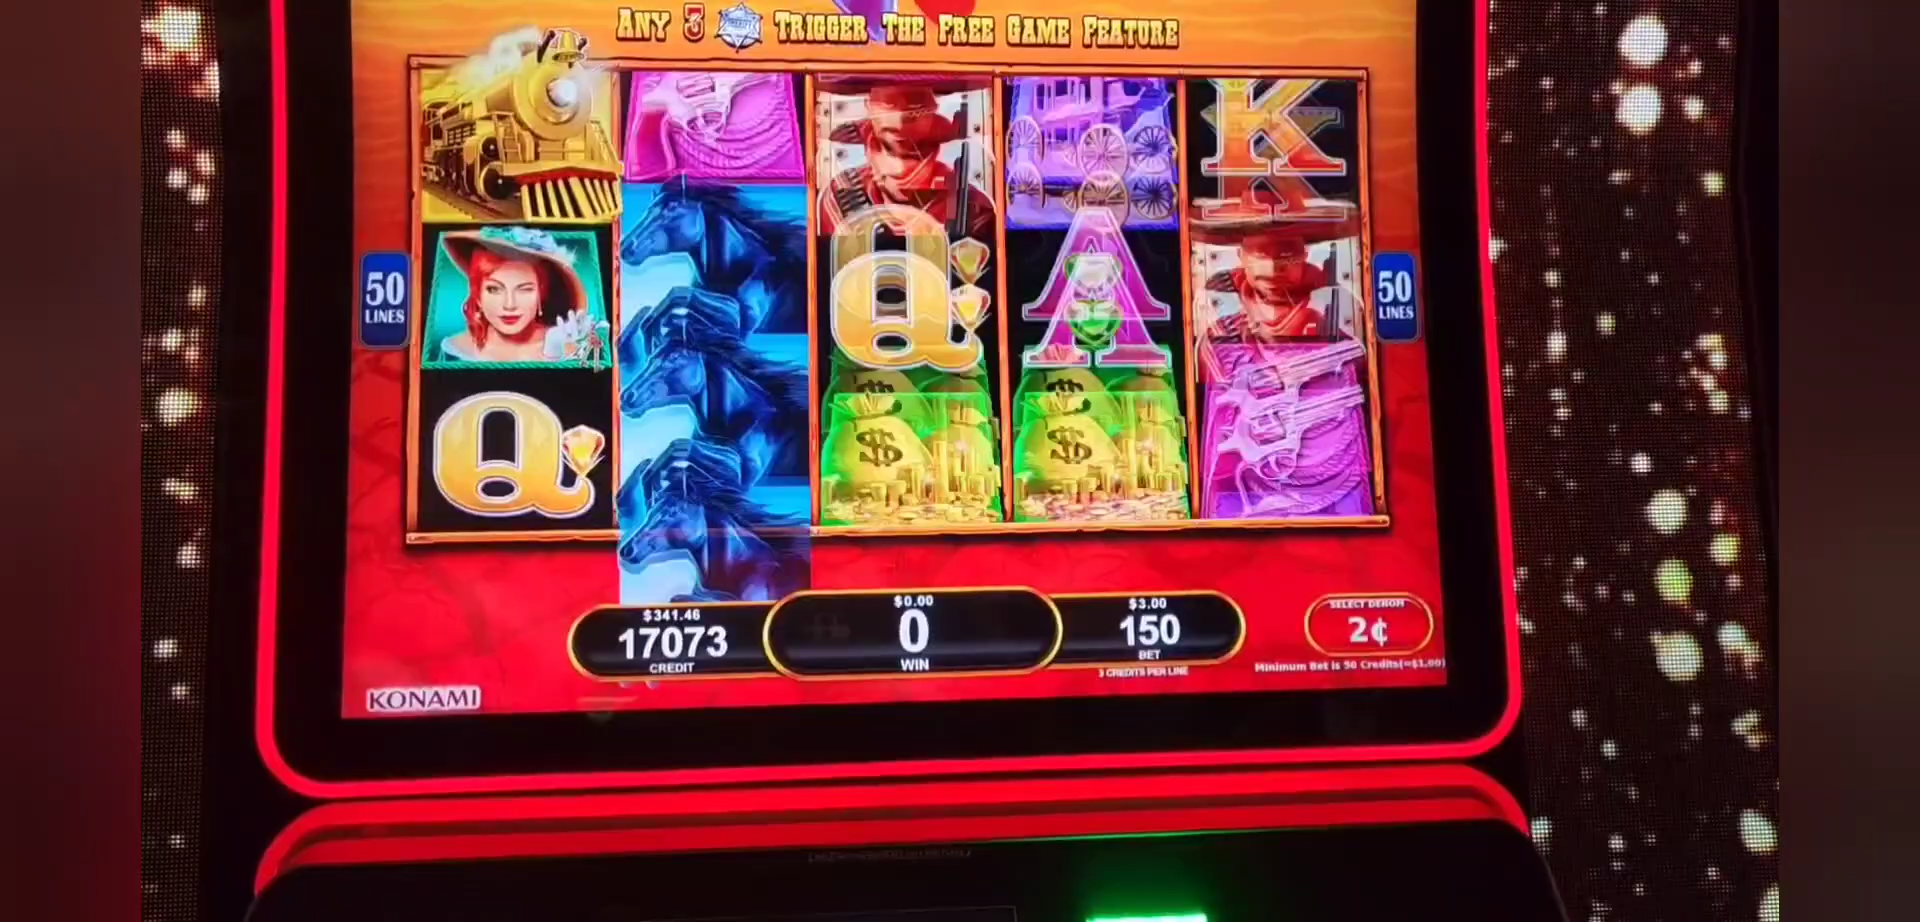 ANY 3 SHERIFF TRIGGER THE FREE GAME FEATURE
K
50 LINES
Q
A
50 LINES
Q
$
$
$341.46
17073
CREDIT
$0.00
0
WIN
$3.00
150
BET
3 CREDITS PER LINE
SELECT DENOM
2¢
Minimum Bet is 50 Credits(=$1.00)
KONAMI